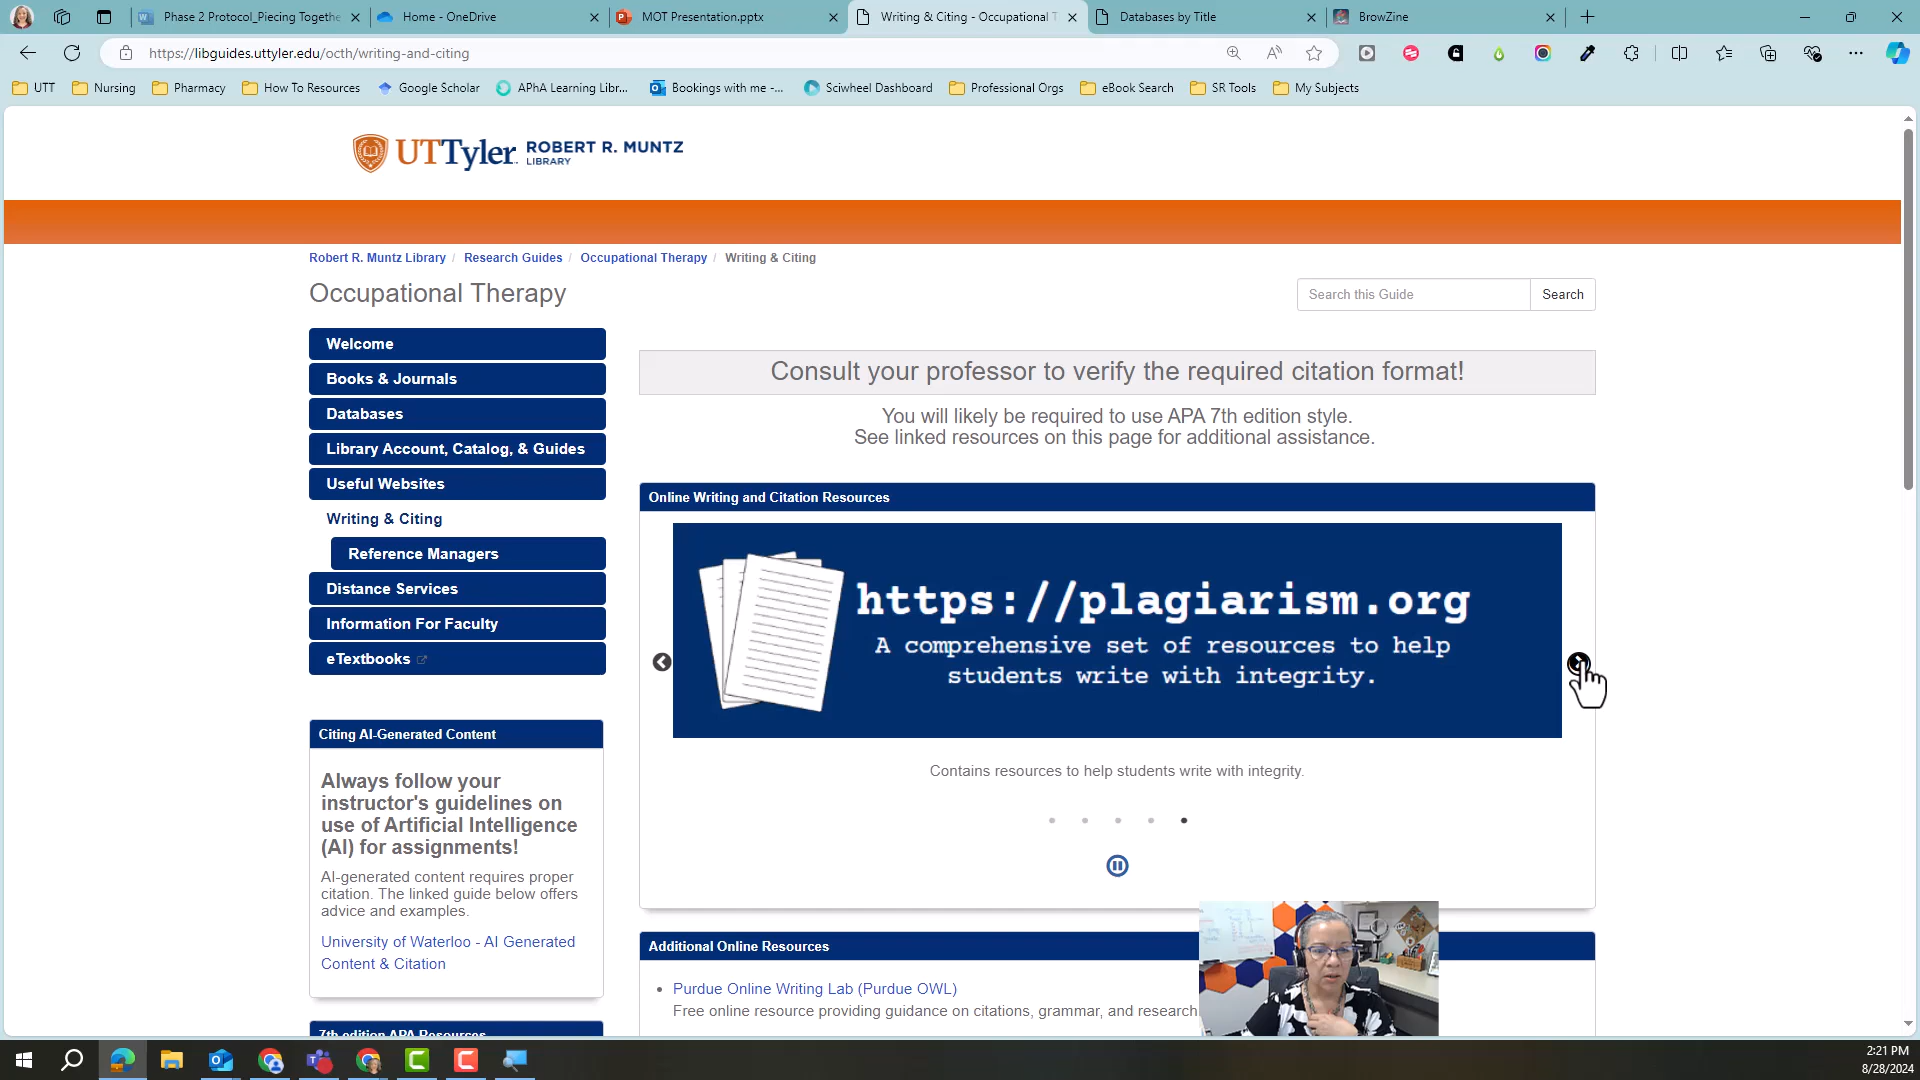 Phase 2 Protocol_Piecing Togethe
Home - OneDrive
MOT Presentation.pptx
Writing & Citing - Occupational T
Databases by Title
BrowZine
https://libguides.uttyler.edu/octh/writing-and-citing
UTT
Nursing
Pharmacy
How To Resources
Google Scholar
APhA Learning Libr...
Bookings with me -...
Sciwheel Dashboard
Professional Orgs
eBook Search
SR Tools
My Subjects
UT Tyler
ROBERT R. MUNTZ
LIBRARY
Robert R. Muntz Library / Research Guides / Occupational Therapy / Writing & Citing
Occupational Therapy
Search this Guide
Search
Welcome
Books & Journals
Databases
Library Account, Catalog, & Guides
Useful Websites
Writing & Citing
Reference Managers
Distance Services
Information For Faculty
eTextbooks
Citing AI-Generated Content
Always follow your
instructor's guidelines on
use of Artificial Intelligence
(AI) for assignments!
AI-generated content requires proper
citation. The linked guide below offers
advice and examples.
University of Waterloo - AI Generated
Content & Citation
7th edition APA Resources
Consult your professor to verify the required citation format!
You will likely be required to use APA 7th edition style.
See linked resources on this page for additional assistance.
Online Writing and Citation Resources
https://plagiarism.org
A comprehensive set of resources to help
students write with integrity.
Contains resources to help students write with integrity.
Additional Online Resources
Purdue Online Writing Lab (Purdue OWL)
Free online resource providing guidance on citations, grammar, and research
2:21 PM
8/28/2024